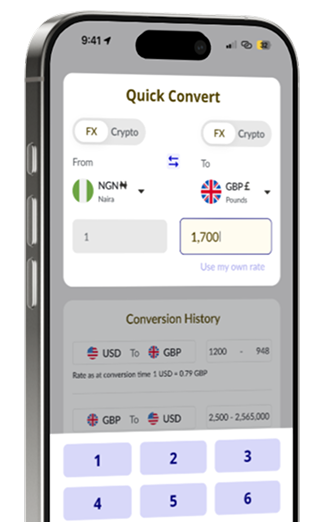 9:41
32
Quick Convert
FX Crypto FX Crypto
From To
NGN₦ GBP£
Naira Pounds
1 1,700
Use my own rate
Conversion History
USD To GBP 1200 - 948
Rate as at conversion time 1 USD = 0.79 GBP
GBP To USD 2,500 - 2,565,000
1 2 3
4 5 6